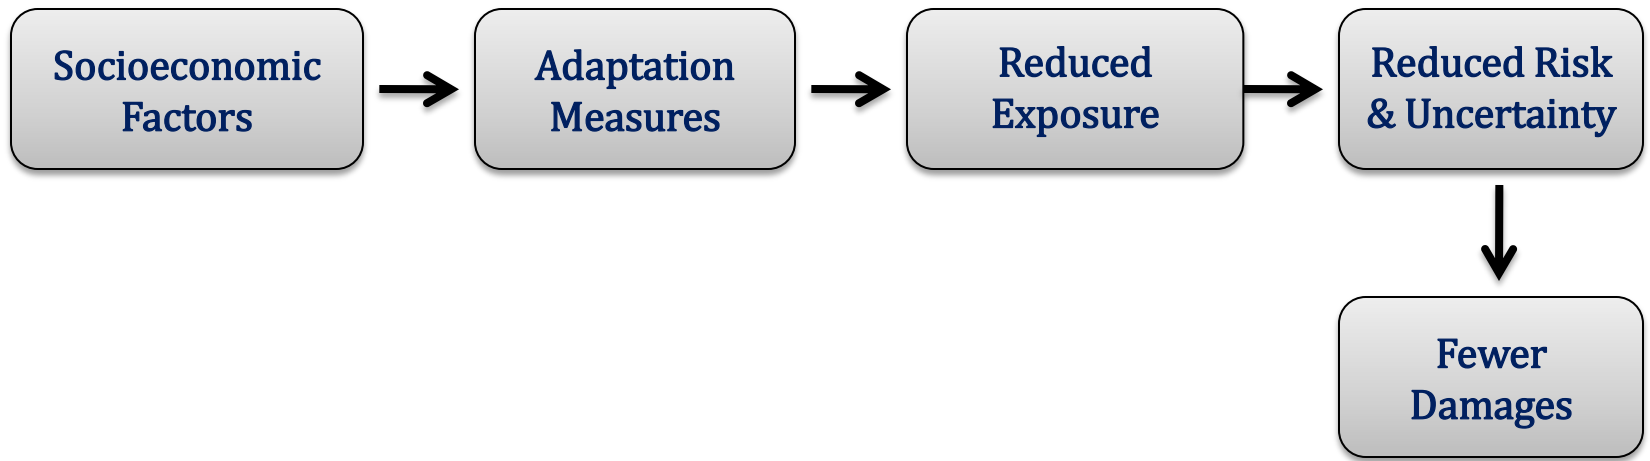 Socioeconomic
Factors
Adaptation
Measures
Reduced
Exposure
Reduced Risk
& Uncertainty
Fewer
Damages